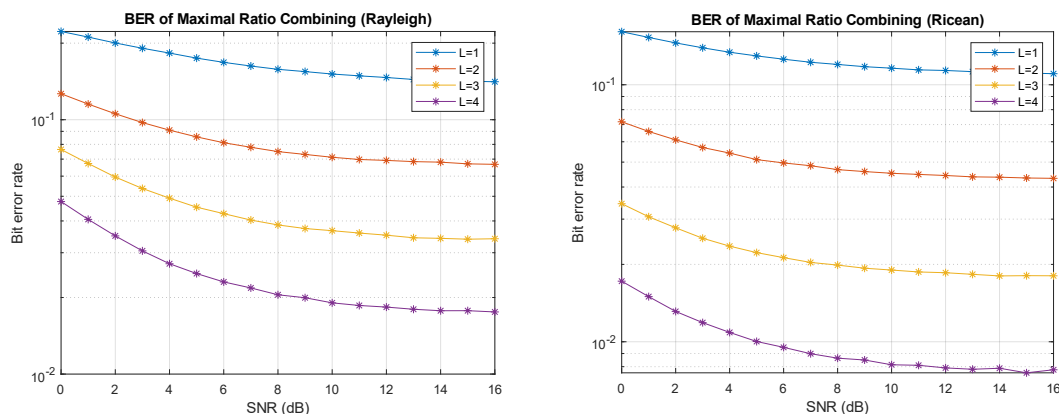 BER of Maximal Ratio Combining (Rayleigh)
Bit error rate
10^-1
10^-2
0 2 4 6 8 10 12 14 16
SNR (dB)
L=1
L=2
L=3
L=4
BER of Maximal Ratio Combining (Ricean)
Bit error rate
10^-1
10^-2
0 2 4 6 8 10 12 14 16
SNR (dB)
L=1
L=2
L=3
L=4